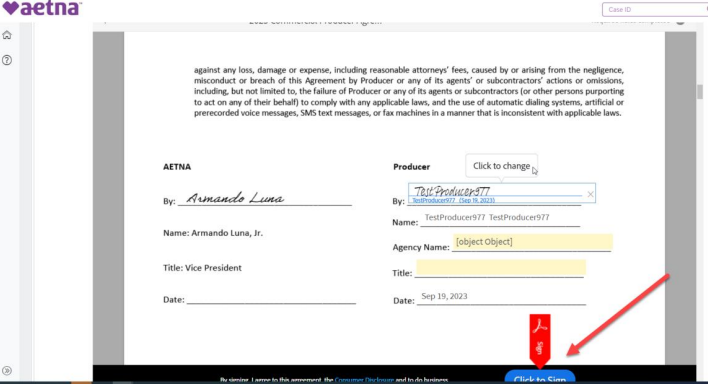 aetna
Case ID
2023 Commercial Producer Agre...
against any loss, damage or expense, including reasonable attorneys' fees, caused by or arising from the negligence,
misconduct or breach of this Agreement by Producer or any of its agents' or subcontractors' actions or omissions,
including, but not limited to, the failure of Producer or any of its agents or subcontractors (or other persons purporting
to act on any of their behalf) to comply with any applicable laws, and the use of automatic dialing systems, artificial or
prerecorded voice messages, SMS text messages, or fax machines in a manner that is inconsistent with applicable laws.
AETNA
Producer
Click to change
By: Armando Luna
By: TestProducer977
TestProducer977 (Sep 19, 2023)
Name: TestProducer977 TestProducer977
Name: Armando Luna, Jr.
Agency Name: [object Object]
Title: Vice President
Title:
Date:
Date: Sep 19, 2023
Sign
By signing, I agree to this agreement, the Consumer Disclosure and to do business
Click to Sign